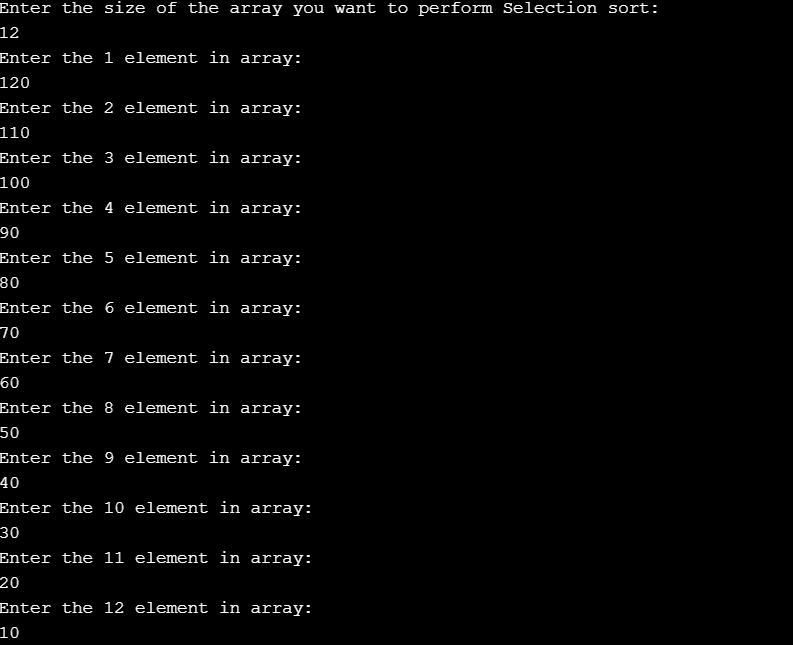 Enter the size of the array you want to perform Selection sort:
12
Enter the 1 element in array:
120
Enter the 2 element in array:
110
Enter the 3 element in array:
100
Enter the 4 element in array:
90
Enter the 5 element in array:
80
Enter the 6 element in array:
70
Enter the 7 element in array:
60
Enter the 8 element in array:
50
Enter the 9 element in array:
40
Enter the 10 element in array:
30
Enter the 11 element in array:
20
Enter the 12 element in array:
10